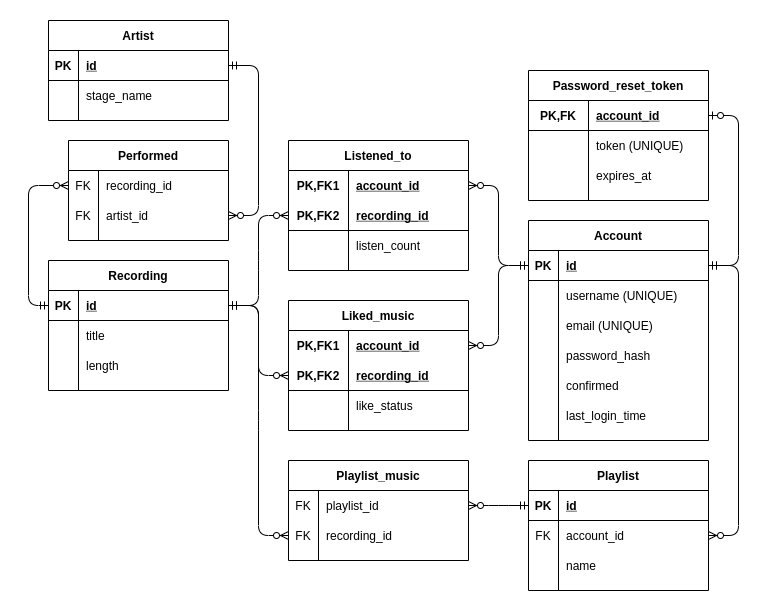 Artist
PK id
stage_name
Performed
FK recording_id
FK artist_id
Recording
PK id
title
length
Listened_to
PK,FK1 account_id
PK,FK2 recording_id
listen_count
Liked_music
PK,FK1 account_id
PK,FK2 recording_id
like_status
Playlist_music
FK playlist_id
FK recording_id
Password_reset_token
PK,FK account_id
token (UNIQUE)
expires_at
Account
PK id
username (UNIQUE)
email (UNIQUE)
password_hash
confirmed
last_login_time
Playlist
PK id
FK account_id
name